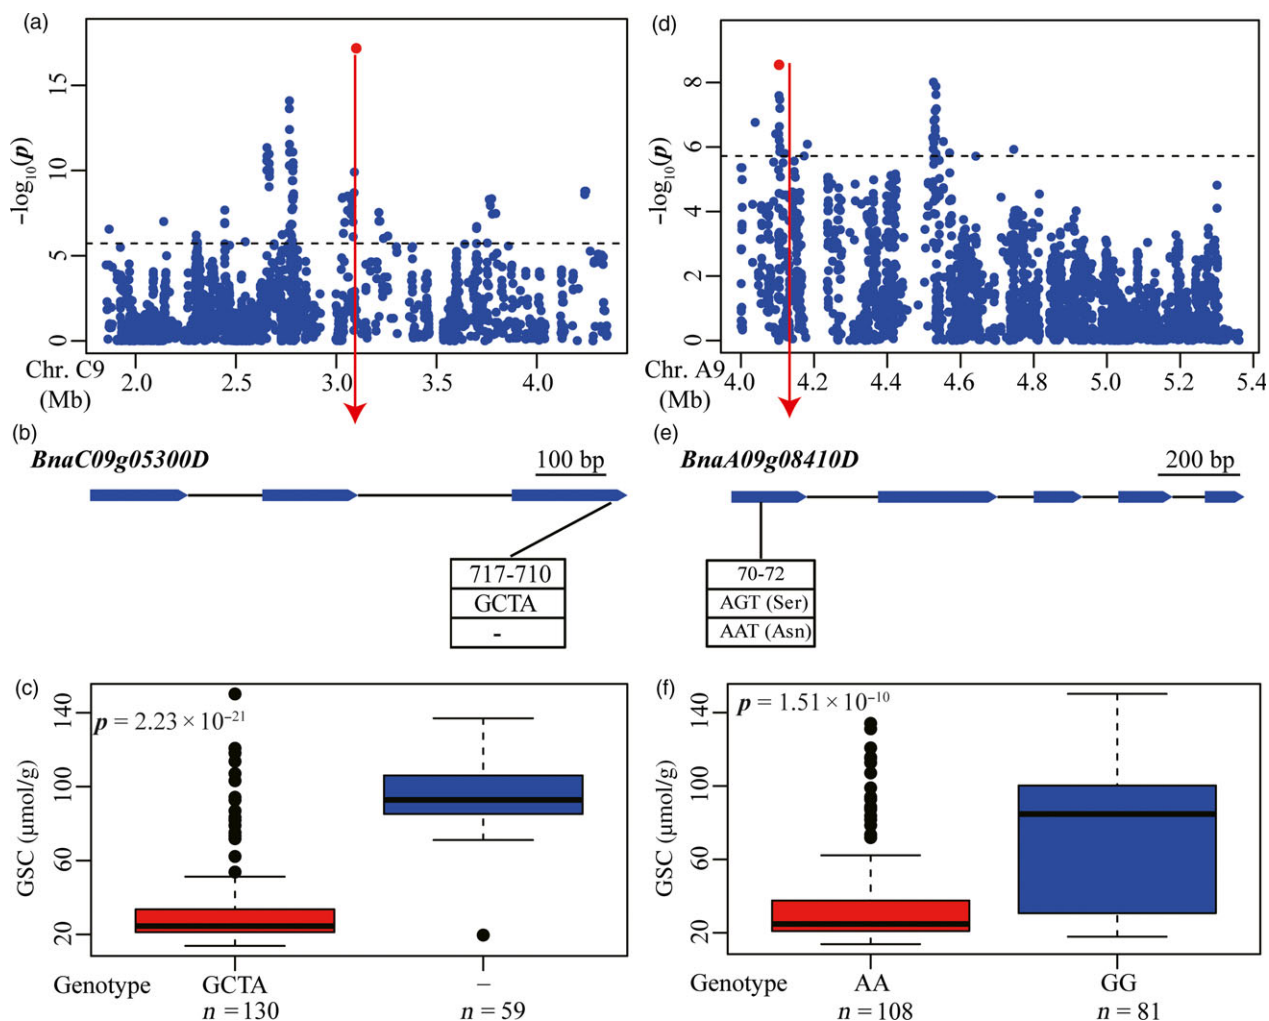 (a)
−log₁₀(p)
15
10
5
0
Chr. C9
(Mb)
2.0 2.5 3.0 3.5 4.0
(b)
BnaC09g05300D
100 bp
717-710
GCTA
-
(c)
GSC (µmol/g)
140
100
60
20
p = 2.23 × 10⁻²¹
Genotype GCTA –
n = 130 n = 59
(d)
−log₁₀(p)
8
6
4
2
0
Chr. A9
(Mb)
4.0 4.2 4.4 4.6 4.8 5.0 5.2 5.4
(e)
BnaA09g08410D
200 bp
70-72
AGT (Ser)
AAT (Asn)
(f)
GSC (µmol/g)
140
100
60
20
p = 1.51 × 10⁻¹⁰
Genotype AA GG
n = 108 n = 81